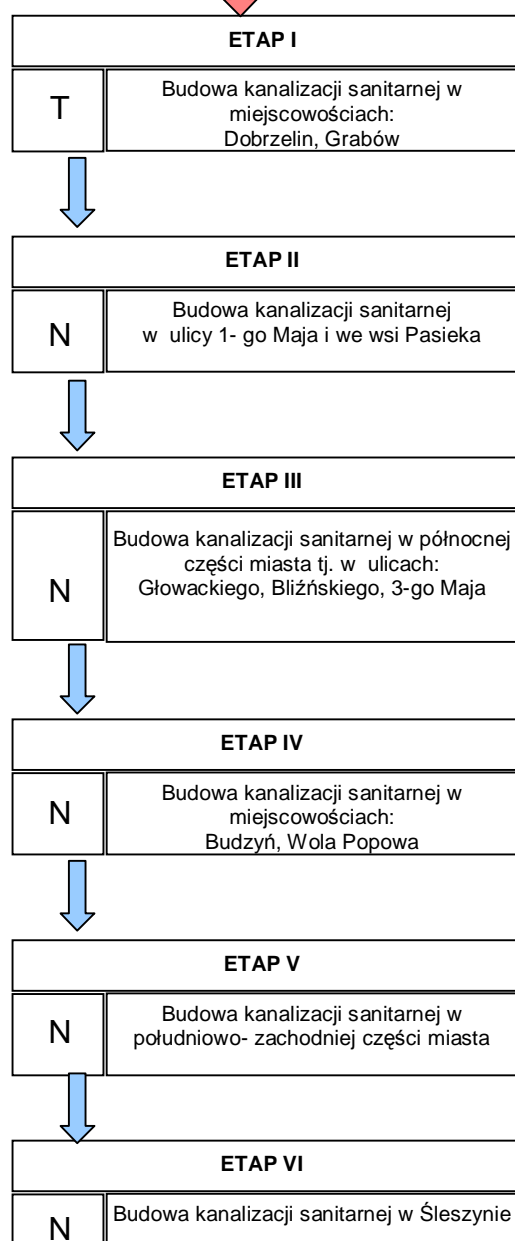 ETAP I
T
Budowa kanalizacji sanitarnej w
miejscowościach:
Dobrzelin, Grabów
ETAP II
N
Budowa kanalizacji sanitarnej
w ulicy 1- go Maja i we wsi Pasieka
ETAP III
N
Budowa kanalizacji sanitarnej w północnej
części miasta tj. w ulicach:
Głowackiego, Bliźńskiego, 3-go Maja
ETAP IV
N
Budowa kanalizacji sanitarnej w
miejscowościach:
Budzyń, Wola Popowa
ETAP V
N
Budowa kanalizacji sanitarnej w
południowo- zachodniej części miasta
ETAP VI
N
Budowa kanalizacji sanitarnej w Śleszynie